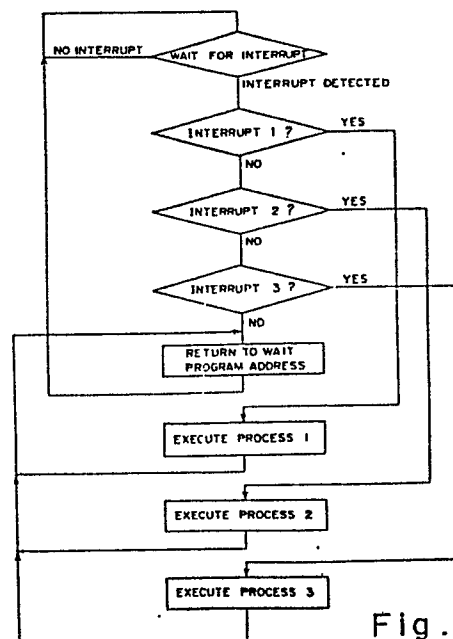 WAIT FOR INTERRUPT
NO INTERRUPT
INTERRUPT DETECTED
INTERRUPT 1 ?
YES
NO
INTERRUPT 2 ?
YES
NO
INTERRUPT 3 ?
YES
NO
RETURN TO WAIT
PROGRAM ADDRESS
EXECUTE PROCESS 1
EXECUTE PROCESS 2
EXECUTE PROCESS 3
Fig.